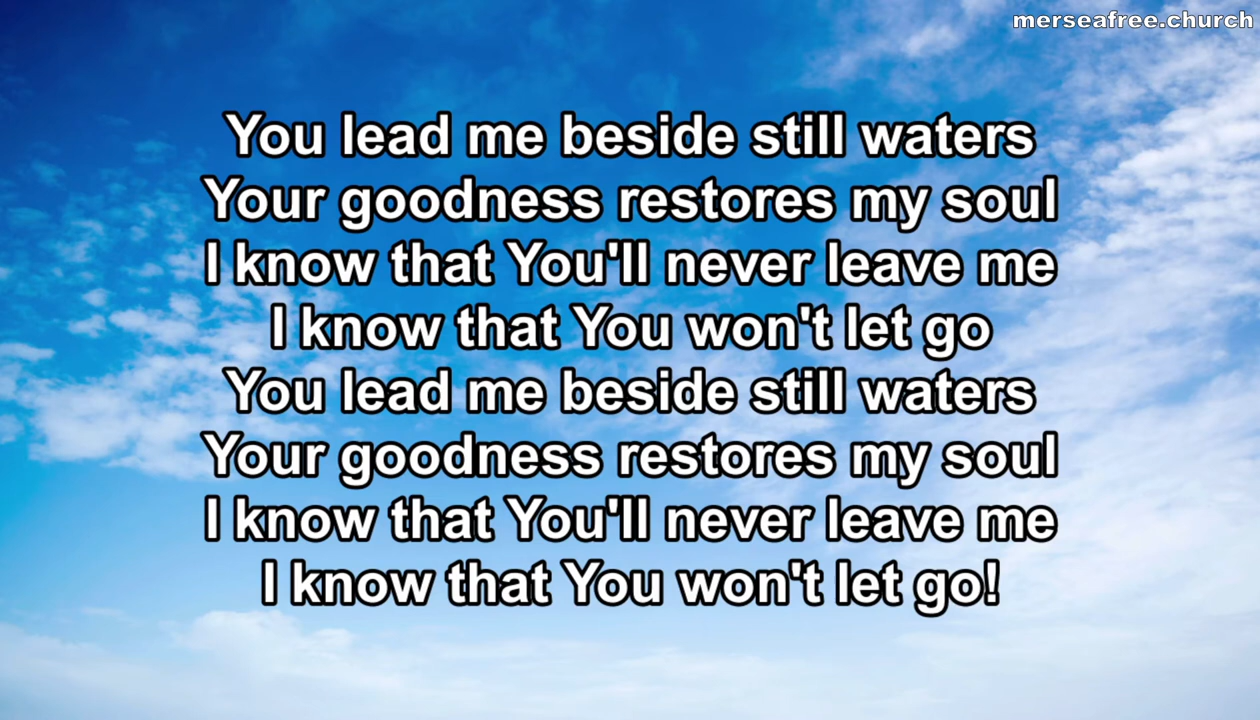 merseafree.church
You lead me beside still waters
Your goodness restores my soul
I know that You'll never leave me
I know that You won't let go
You lead me beside still waters
Your goodness restores my soul
I know that You'll never leave me
I know that You won't let go!